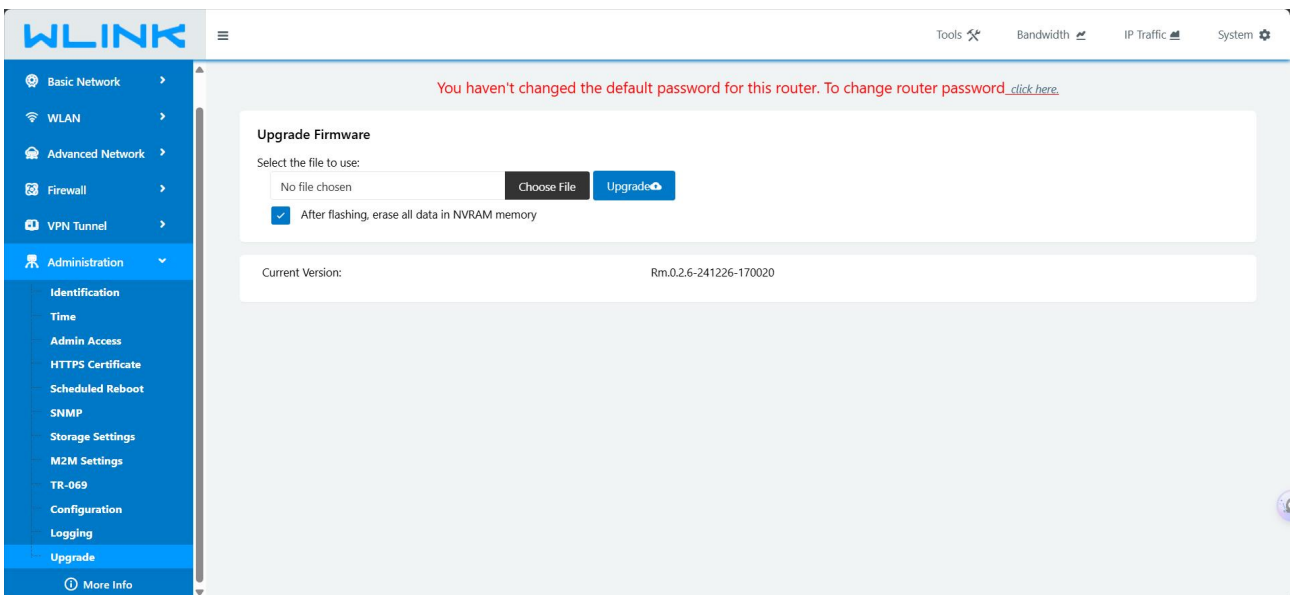 WLINK
Tools
Bandwidth
IP Traffic
System
Basic Network
WLAN
Advanced Network
Firewall
VPN Tunnel
Administration
Identification
Time
Admin Access
HTTPS Certificate
Scheduled Reboot
SNMP
Storage Settings
M2M Settings
TR-069
Configuration
Logging
Upgrade
More Info
You haven't changed the default password for this router. To change router password click here.
Upgrade Firmware
Select the file to use:
No file chosen Choose File Upgrade
After flashing, erase all data in NVRAM memory
Current Version: Rm.0.2.6-241226-170020